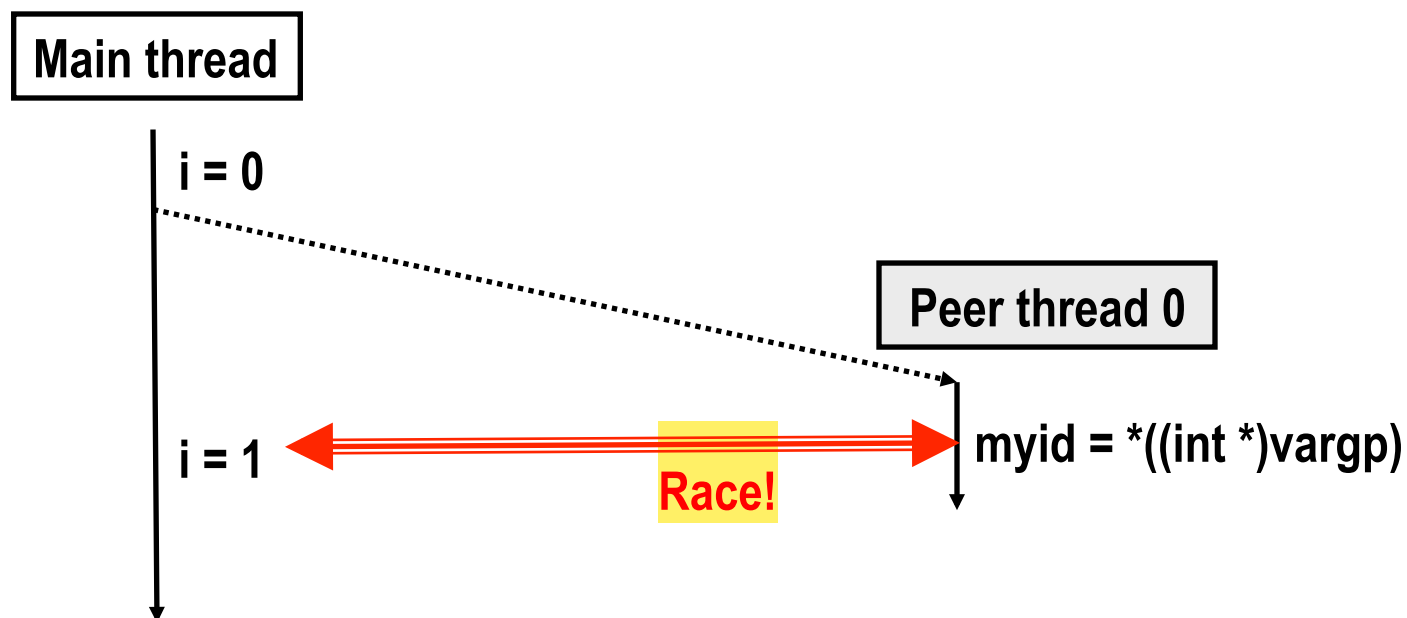 Main thread
i = 0
Peer thread 0
i = 1
myid = *((int *)vargp)
Race!